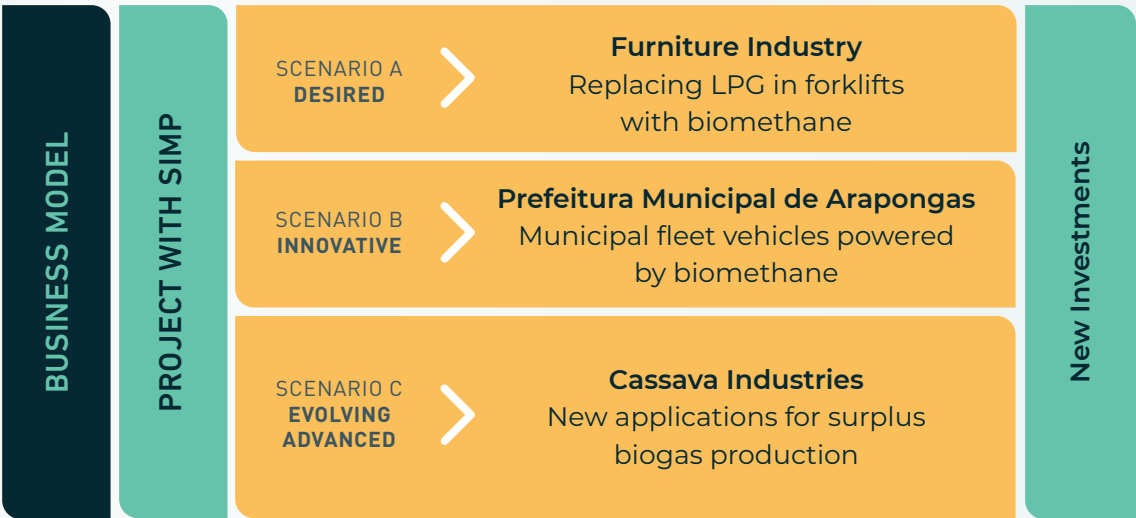 BUSINESS MODEL
PROJECT WITH SIMP
SCENARIO A
DESIRED
Furniture Industry
Replacing LPG in forklifts
with biomethane
SCENARIO B
INNOVATIVE
Prefeitura Municipal de Arapongas
Municipal fleet vehicles powered
by biomethane
SCENARIO C
EVOLVING
ADVANCED
Cassava Industries
New applications for surplus
biogas production
New Investments